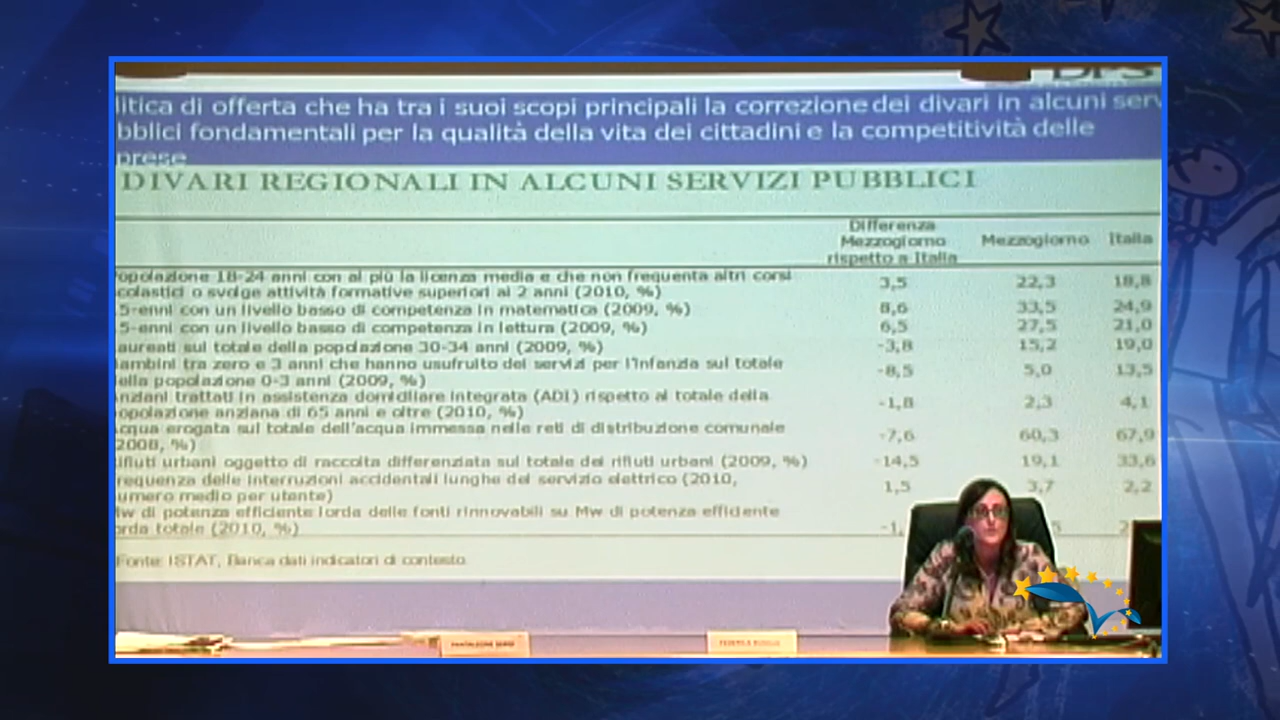 DPS
litica di offerta che ha tra i suoi scopi principali la correzione dei divari in alcuni serv
bblici fondamentali per la qualità della vita dei cittadini e la competitività delle
prese
DIVARI REGIONALI IN ALCUNI SERVIZI PUBBLICI
Differenza Mezzogiorno rispetto a Italia Mezzogiorno Italia
opolazione 18-24 anni con al più la licenza media e che non frequenta altri corsi
colastici o svolge attività formative superiori ai 2 anni (2010, %) 3,5 22,3 18,8
5-enni con un livello basso di competenza in matematica (2009, %) 8,6 33,5 24,9
5-enni con un livello basso di competenza in lettura (2009, %) 6,5 27,5 21,0
aureati sul totale della popolazione 30-34 anni (2009, %) -3,8 15,2 19,0
ambini tra zero e 3 anni che hanno usufruito dei servizi per l'infanzia sul totale
ella popolazione 0-3 anni (2009, %) -8,5 5,0 13,5
nziani trattati in assistenza domiciliare integrata (ADI) rispetto al totale della
opolazione anziana di 65 anni e oltre (2010, %) -1,8 2,3 4,1
cqua erogata sul totale dell'acqua immessa nelle reti di distribuzione comunale
2008, %) -7,6 60,3 67,9
ifiuti urbani oggetto di raccolta differenziata sul totale dei rifiuti urbani (2009, %) -14,5 19,1 33,6
requenza delle interruzioni accidentali lunghe del servizio elettrico (2010,
umero medio per utente) 1,5 3,7 2,2
Mw di potenza efficiente lorda delle fonti rinnovabili su Mw di potenza efficiente
orda totale (2010, %) -1, 5 2
Fonte: ISTAT, Banca dati indicatori di contesto